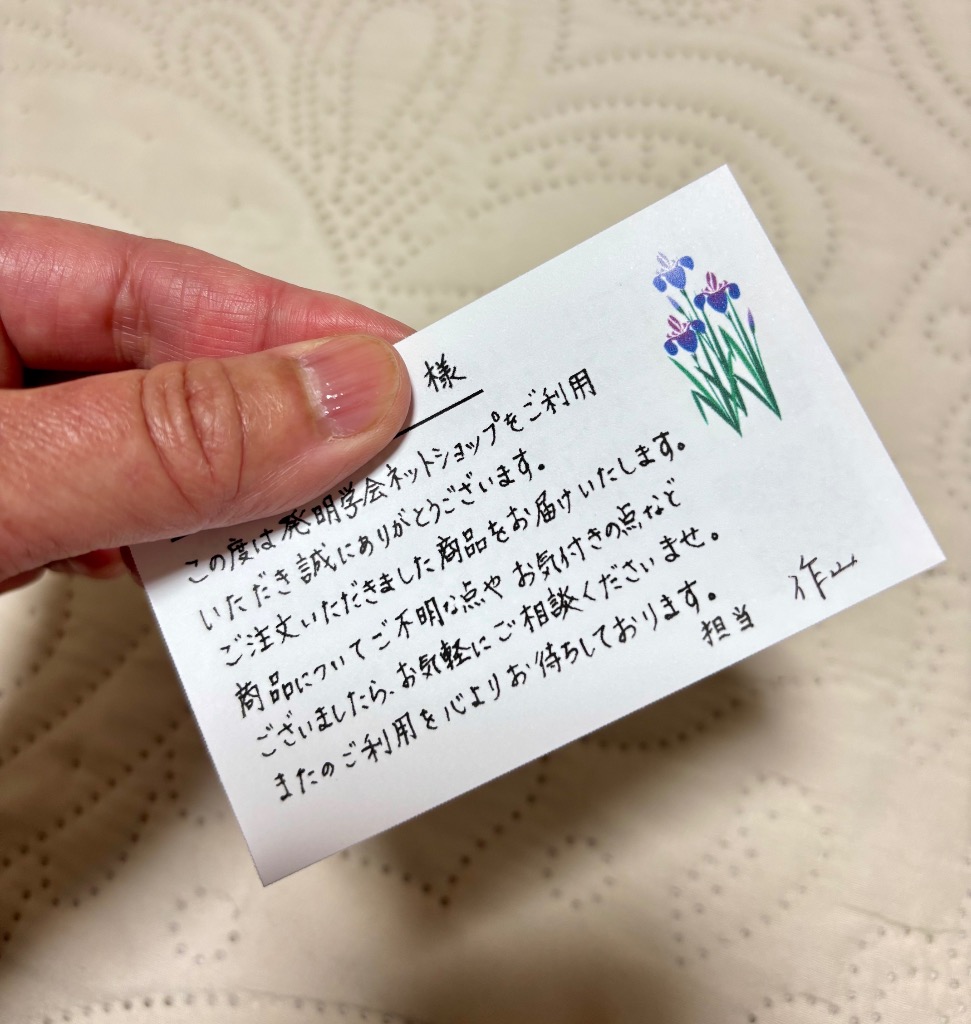 様
この度は発明学会ネットショップをご利用
いただき誠にありがとうございます。
ご注文いただきました商品をお届けいたします。
商品についてご不明な点や お気付きの点など
ございましたら、お気軽にご相談くださいませ。
またのご利用を心よりお待ちしております。
担当 作山